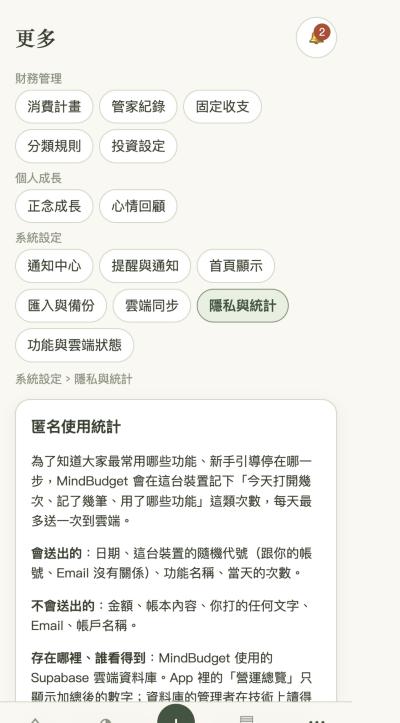 更多
2
財務管理
消費計畫 管家紀錄 固定收支
分類規則 投資設定
個人成長
正念成長 心情回顧
系統設定
通知中心 提醒與通知 首頁顯示
匯入與備份 雲端同步 隱私與統計
功能與雲端狀態
系統設定 > 隱私與統計
匿名使用統計
為了知道大家最常用哪些功能、新手引導停在哪一
步，MindBudget 會在這台裝置記下「今天打開幾
次、記了幾筆、用了哪些功能」這類次數，每天最
多送一次到雲端。
會送出的：日期、這台裝置的隨機代號（跟你的帳
號、Email 沒有關係）、功能名稱、當天的次數。
不會送出的：金額、帳本內容、你打的任何文字、
Email、帳戶名稱。
存在哪裡、誰看得到：MindBudget 使用的
Supabase 雲端資料庫。App 裡的「營運總覽」只
顯示加總後的數字；資料庫的管理者在技術上讀得